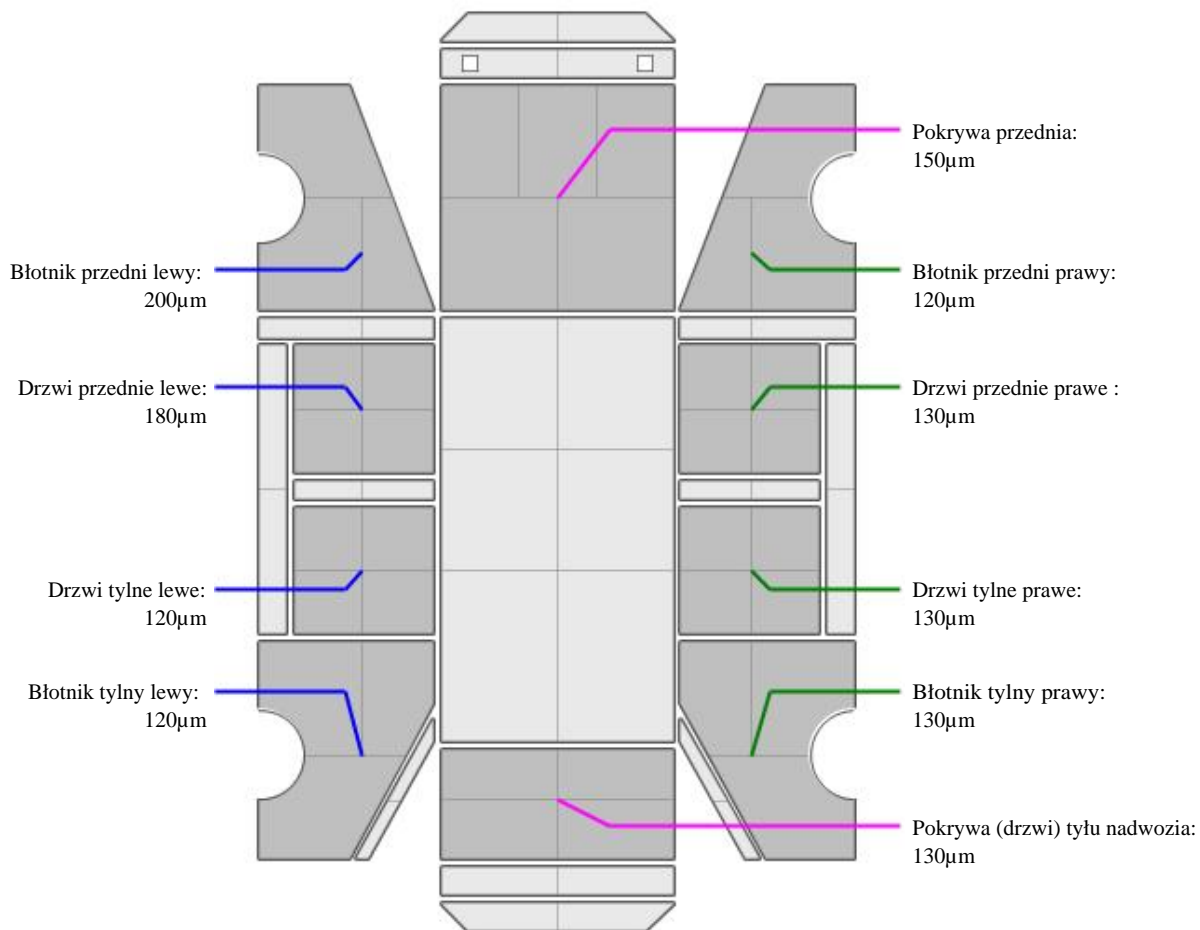 Pokrywa przednia:
150µm
Błotnik przedni lewy:
200µm
Błotnik przedni prawy:
120µm
Drzwi przednie lewe:
180µm
Drzwi przednie prawe :
130µm
Drzwi tylne lewe:
120µm
Drzwi tylne prawe:
130µm
Błotnik tylny lewy:
120µm
Błotnik tylny prawy:
130µm
Pokrywa (drzwi) tyłu nadwozia:
130µm